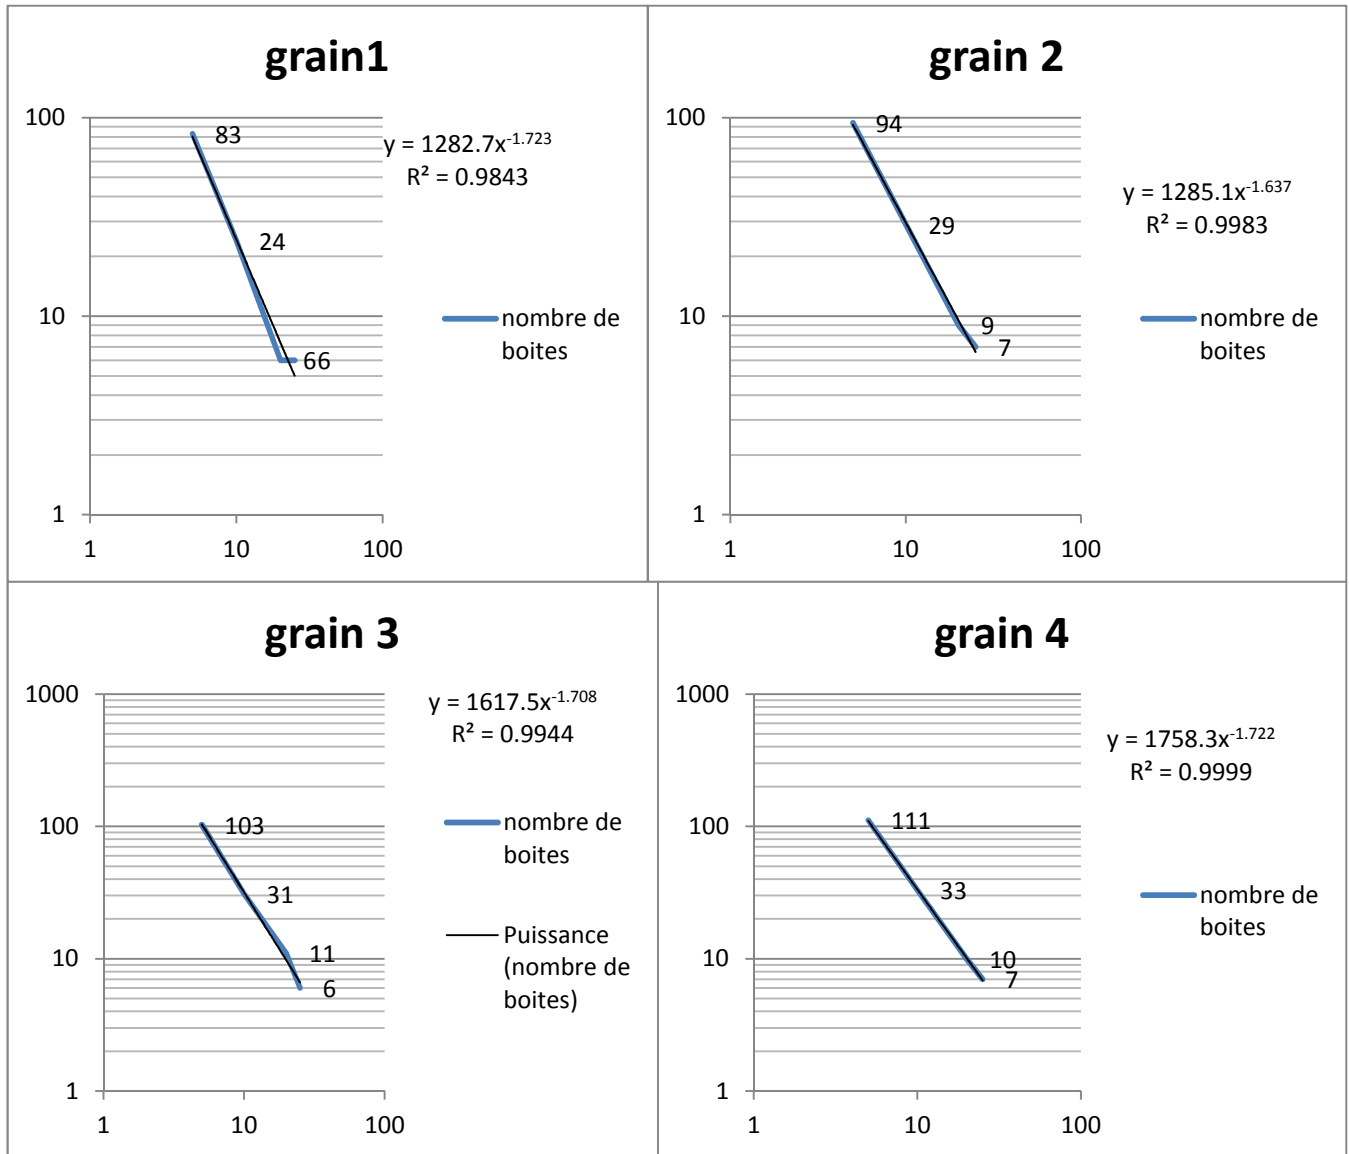 grain1
100
10
1
1
10
100
83
24
66
y = 1282.7x^-1.723
R² = 0.9843
nombre de
boites
grain 2
100
10
1
1
10
100
94
29
9
7
y = 1285.1x^-1.637
R² = 0.9983
nombre de
boites
grain 3
1000
100
10
1
1
10
100
103
31
11
6
y = 1617.5x^-1.708
R² = 0.9944
nombre de
boites
Puissance
(nombre de
boites)
grain 4
1000
100
10
1
1
10
100
111
33
10
7
y = 1758.3x^-1.722
R² = 0.9999
nombre de
boites